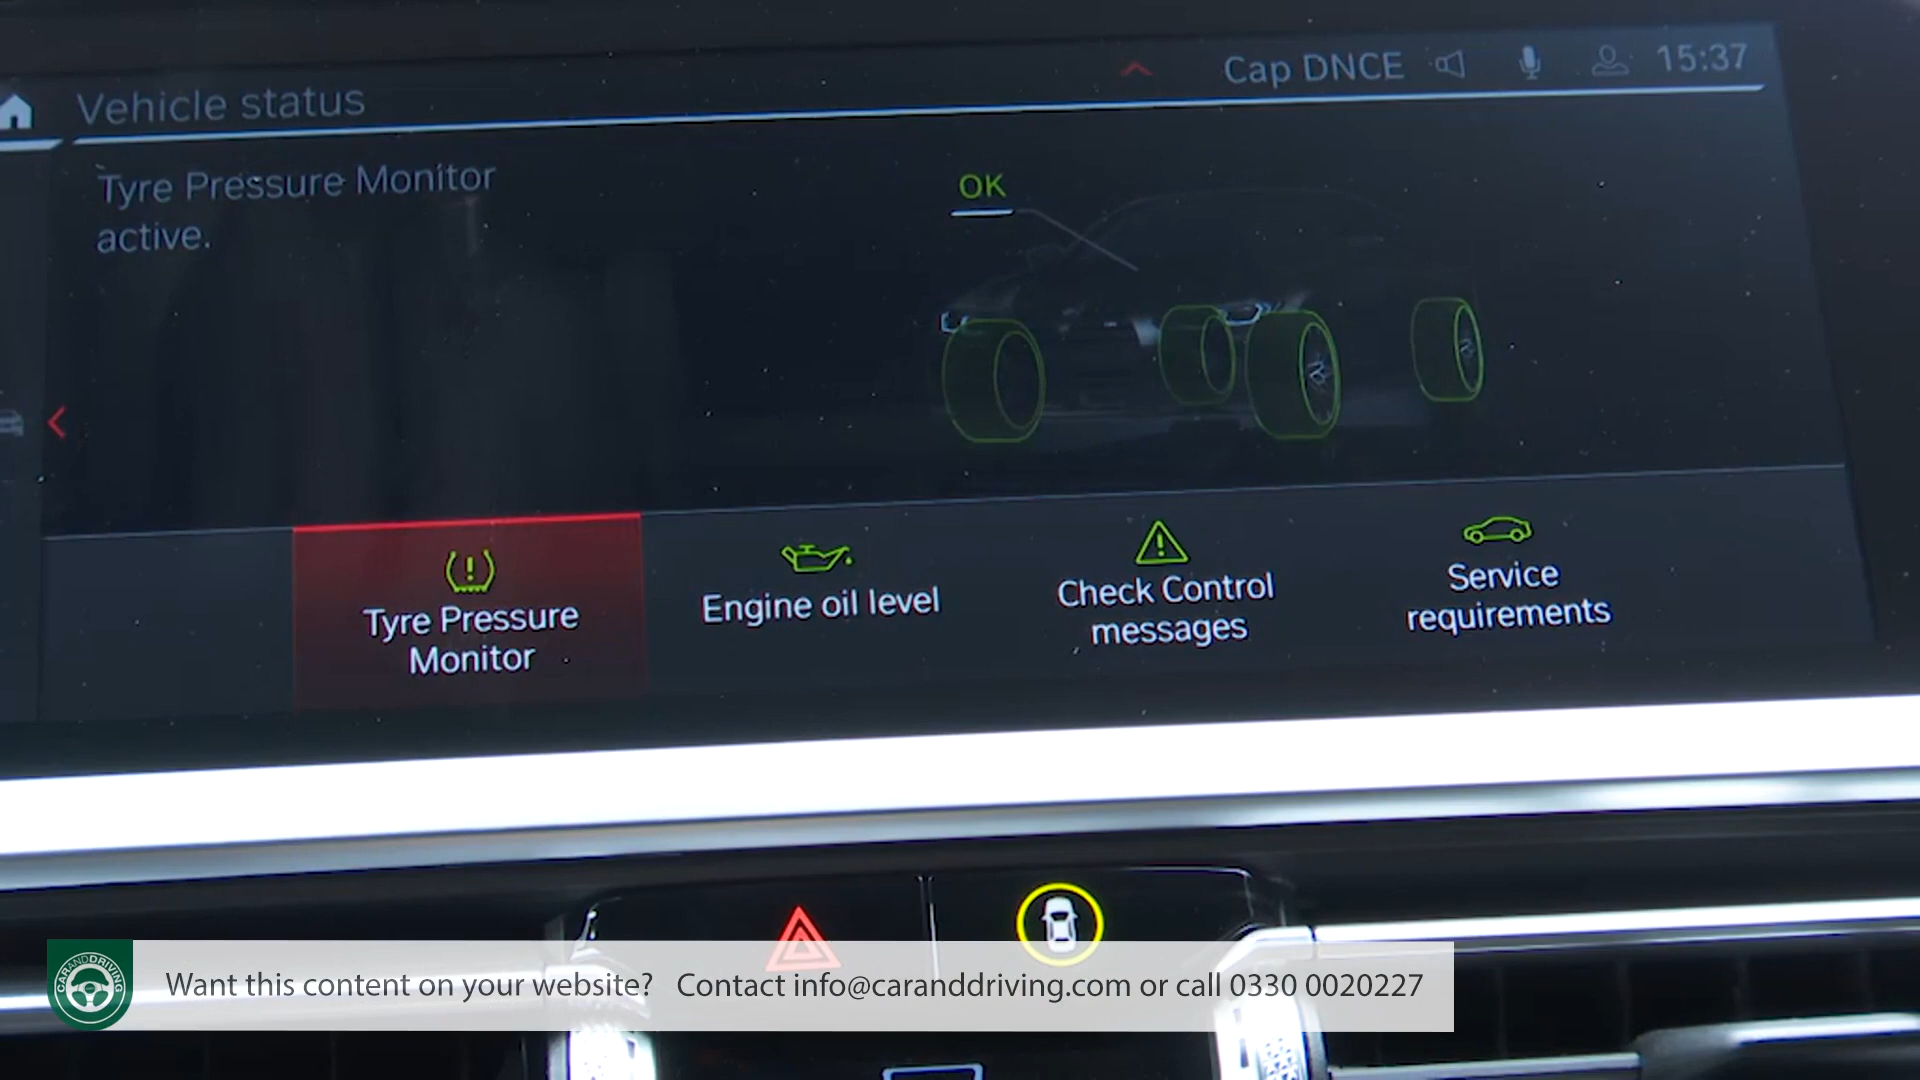 Vehicle status
Cap DNCE
15:37
Tyre Pressure Monitor
active.
OK
Tyre Pressure
Monitor
Engine oil level
Check Control
messages
Service
requirements
CARANDDRIVING
Want this content on your website? Contact info@caranddriving.com or call 0330 0020227